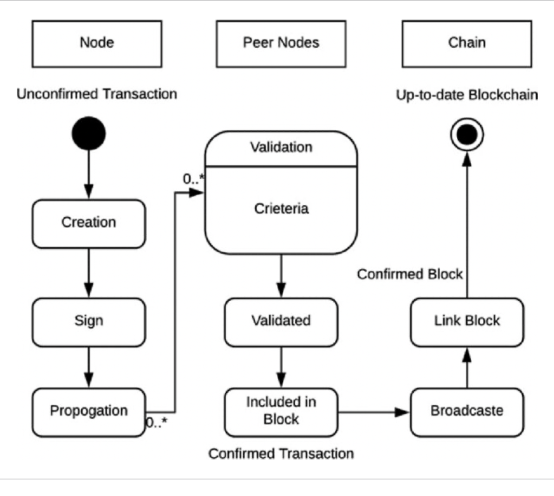 Node
Peer Nodes
Chain
Unconfirmed Transaction
Up-to-date Blockchain
Validation
0..*
Creation
Crieteria
Confirmed Block
Sign
Validated
Link Block
Propogation
0..*
Included in
Block
Broadcaste
Confirmed Transaction